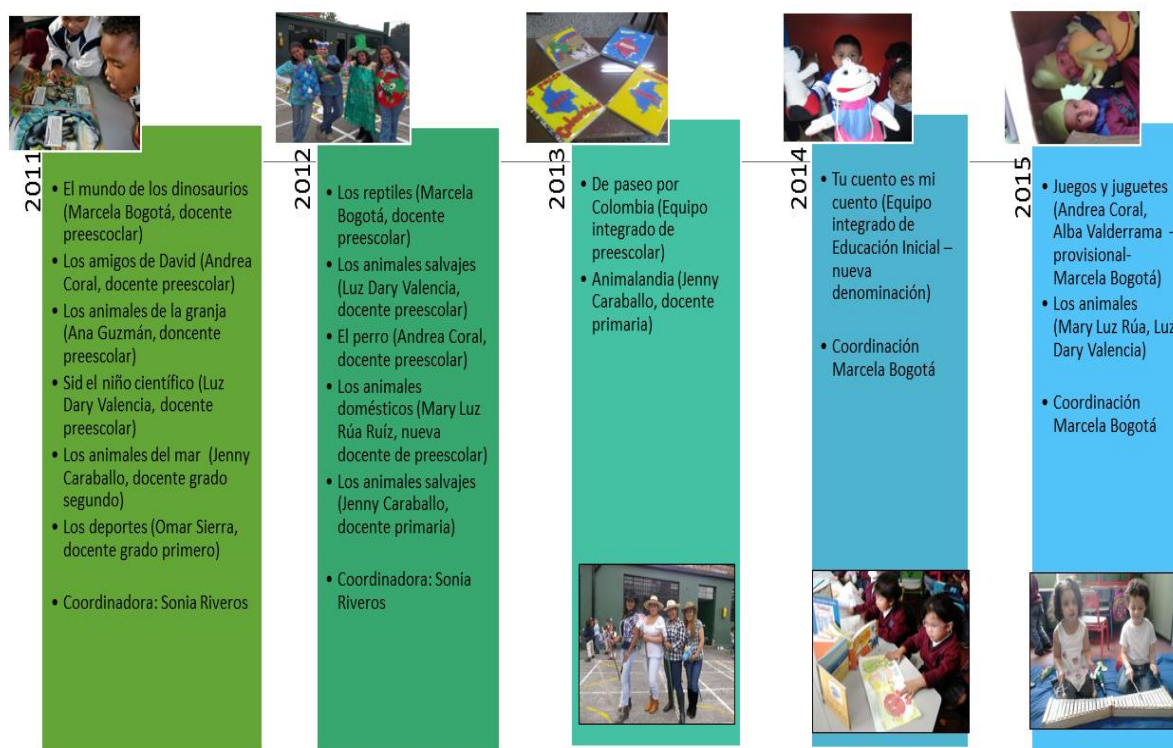 2011
• El mundo de los dinosaurios
(Marcela Bogotá, docente
preescoclar)
• Los amigos de David (Andrea
Coral, docente preescolar)
• Los animales de la granja
(Ana Guzmán, doncente
preescolar)
• Sid el niño científico (Luz
Dary Valencia, docente
preescolar)
• Los animales del mar (Jenny
Caraballo, docente grado
segundo)
• Los deportes (Omar Sierra,
docente grado primero)
• Coordinadora: Sonia Riveros
2012
• Los reptiles (Marcela
Bogotá, docente
preescolar)
• Los animales salvajes
(Luz Dary Valencia,
docente preescolar)
• El perro (Andrea Coral,
docente preescolar)
• Los animales
domésticos (Mary Luz
Rúa Ruíz, nueva
docente de preescolar)
• Los animales salvajes
(Jenny Caraballo,
docente primaria)
• Coordinadora: Sonia
Riveros
2013
• De paseo por
Colombia (Equipo
integrado de
preescolar)
• Animalandia (Jenny
Caraballo, docente
primaria)
2014
• Tu cuento es mi
cuento (Equipo
integrado de
Educación Inicial –
nueva
denominación)
• Coordinación
Marcela Bogotá
2015
• Juegos y juguetes
(Andrea Coral,
Alba Valderrama -
provisional-
Marcela Bogotá)
• Los animales
(Mary Luz Rúa, Luz
Dary Valencia)
• Coordinación
Marcela Bogotá